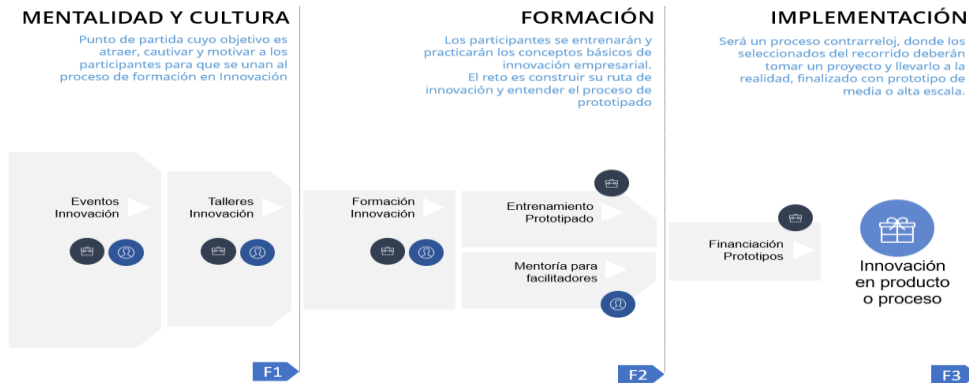 MENTALIDAD Y CULTURA
Punto de partida cuyo objetivo es
atraer, cautivar y motivar a los
participantes para que se unan al
proceso de formación en Innovación
FORMACIÓN
Los participantes se entrenarán y
practicarán los conceptos básicos de
innovación empresarial.
El reto es construir su ruta de
innovación y entender el proceso de
prototipado
IMPLEMENTACIÓN
Será un proceso contrarreloj, donde los
seleccionados del recorrido deberán
tomar un proyecto y llevarlo a la
realidad, finalizado con prototipo de
media o alta escala.
Eventos
Innovación
Talleres
Innovación
Formación
Innovación
Entrenamiento
Prototipado
Mentoría para
facilitadores
Financiación
Prototipos
Innovación
en producto
o proceso
F1
F2
F3